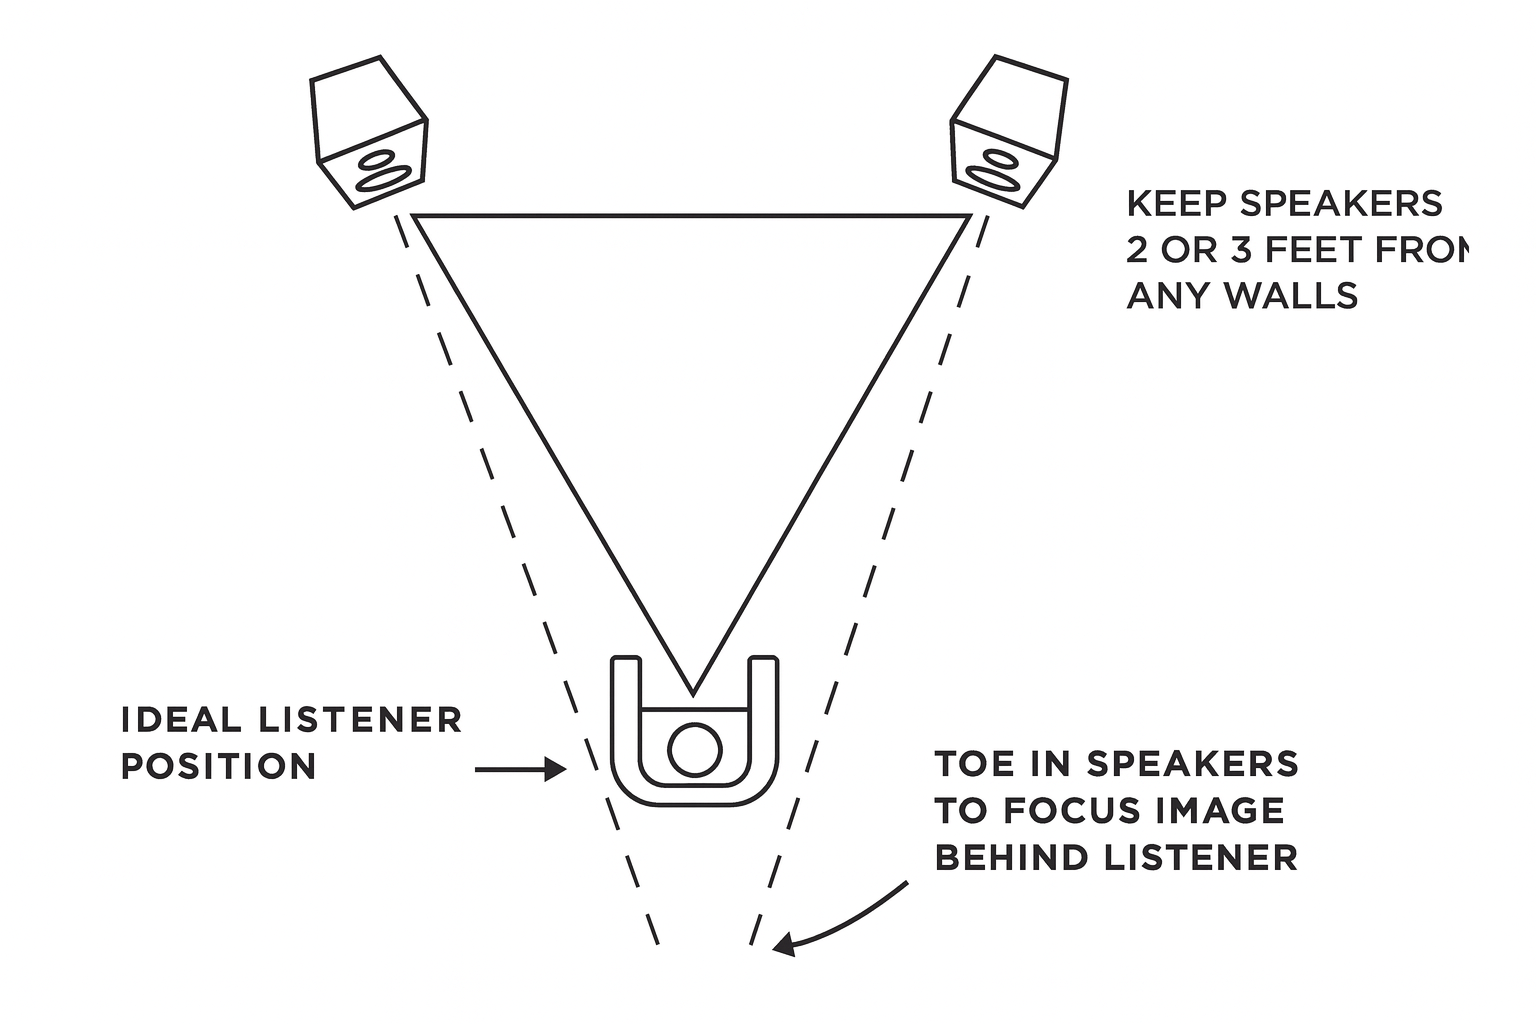 KEEP SPEAKERS
2 OR 3 FEET FROM
ANY WALLS
IDEAL LISTENER
POSITION
TOE IN SPEAKERS
TO FOCUS IMAGE
BEHIND LISTENER